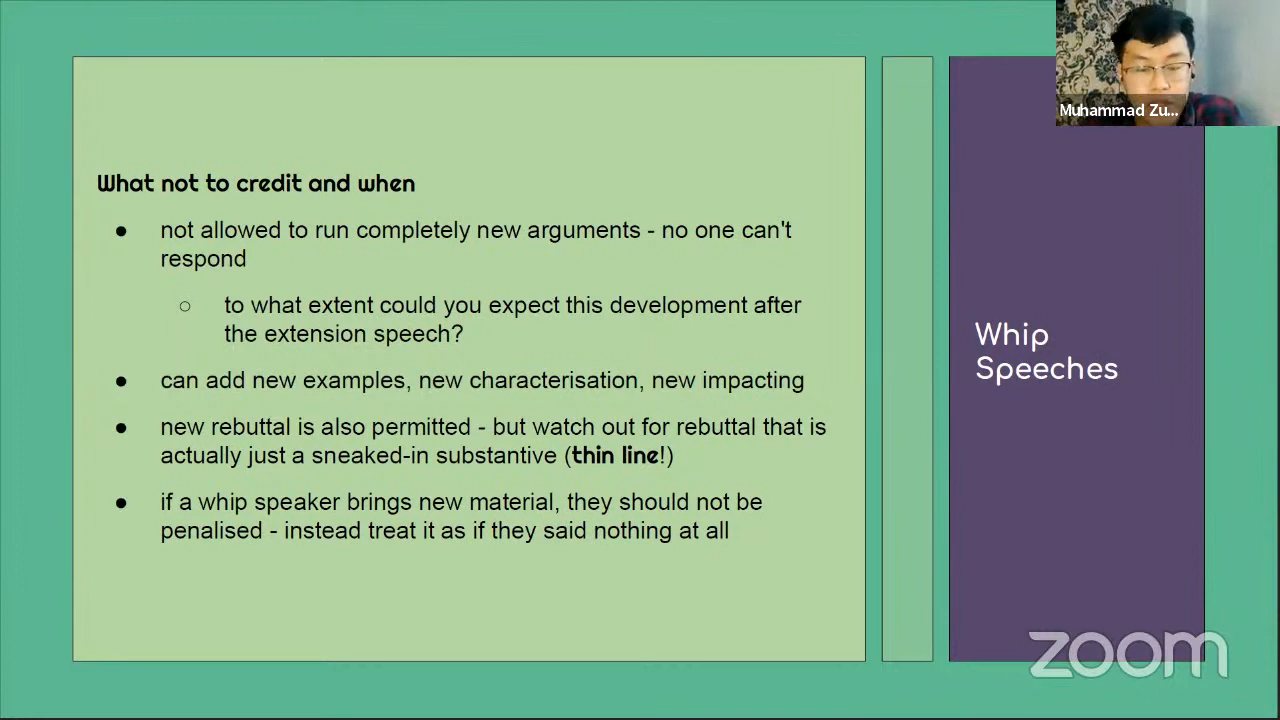 What not to credit and when
● not allowed to run completely new arguments - no one can't
respond
○ to what extent could you expect this development after
the extension speech?
● can add new examples, new characterisation, new impacting
● new rebuttal is also permitted - but watch out for rebuttal that is
actually just a sneaked-in substantive (thin line!)
● if a whip speaker brings new material, they should not be
penalised - instead treat it as if they said nothing at all
Whip
Speeches
Muhammad Zu...
zoom